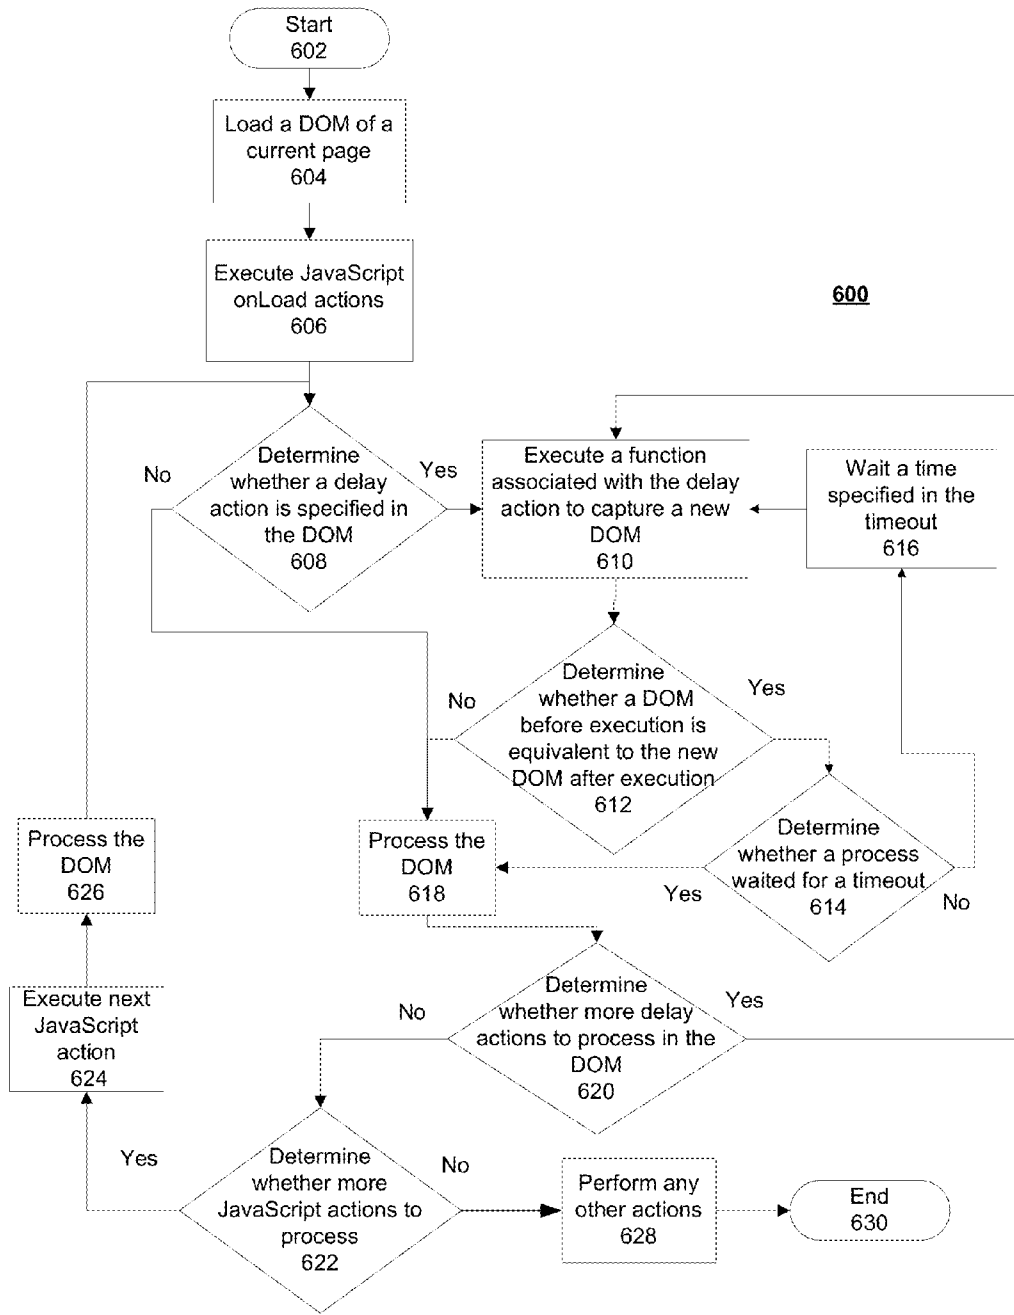 Start
602
Load a DOM of a
current page
604
Execute JavaScript
onLoad actions
606
600
Determine
whether a delay
action is specified in
the DOM
608
No
Yes
Execute a function
associated with the delay
action to capture a new
DOM
610
Wait a time
specified in the
timeout
616
Determine
whether a DOM
before execution is
equivalent to the new
DOM after execution
612
No
Yes
Process the
DOM
626
Process the
DOM
618
Determine
whether a process
waited for a timeout
614
Yes
No
Execute next
JavaScript
action
624
Determine
whether more delay
actions to process in the
DOM
620
No
Yes
Determine
whether more
JavaScript actions to
process
622
Yes
No
Perform any
other actions
628
End
630